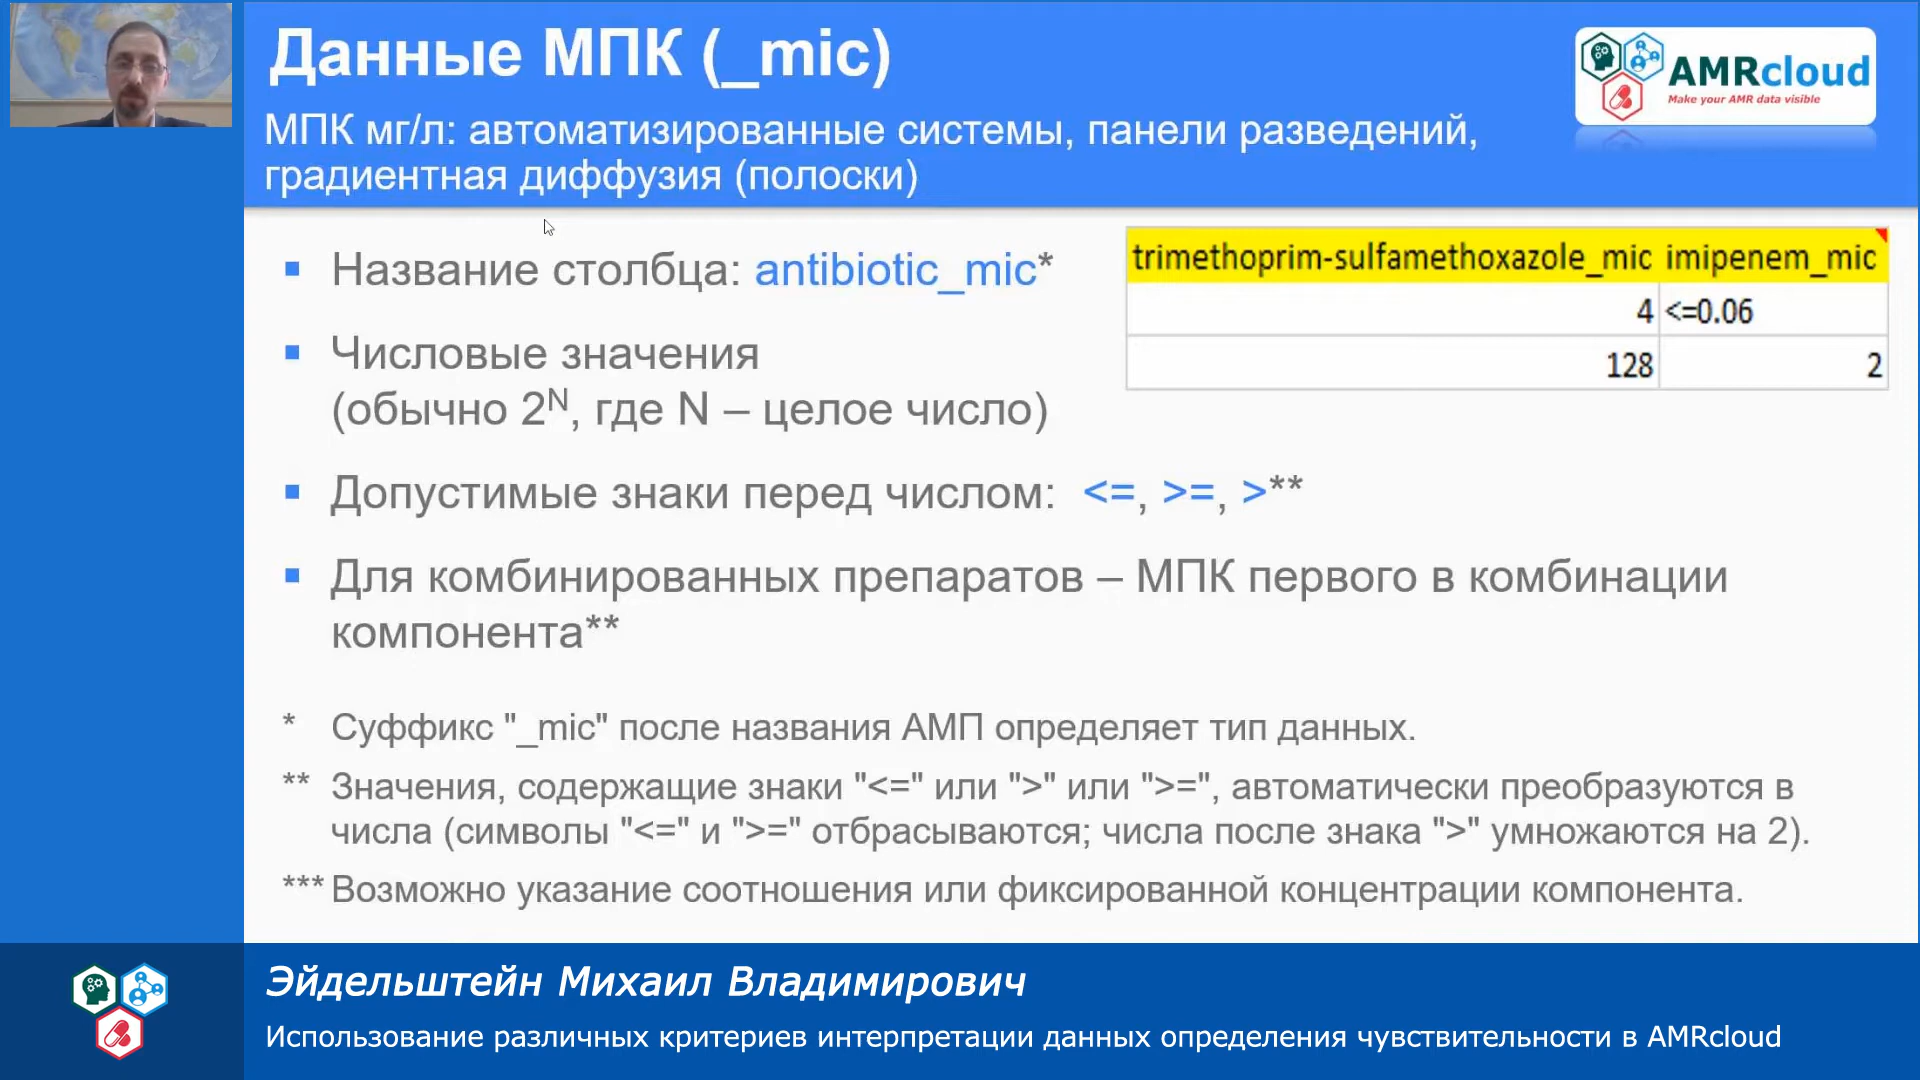 Данные МПК (_mic)
МПК мг/л: автоматизированные системы, панели разведений,
градиентная диффузия (полоски)
AMRcloud
Make your AMR data visible
▪ Название столбца: antibiotic_mic*
▪ Числовые значения
(обычно 2ᴺ, где N – целое число)
trimethoprim-sulfamethoxazole_mic imipenem_mic
4 <=0.06
128 2
▪ Допустимые знаки перед числом: <=, >=, >**
▪ Для комбинированных препаратов – МПК первого в комбинации
компонента**
* Суффикс "_mic" после названия АМП определяет тип данных.
** Значения, содержащие знаки "<=" или ">" или ">=", автоматически преобразуются в
числа (символы "<=" и ">=" отбрасываются; числа после знака ">" умножаются на 2).
*** Возможно указание соотношения или фиксированной концентрации компонента.
Эйдельштейн Михаил Владимирович
Использование различных критериев интерпретации данных определения чувствительности в AMRcloud